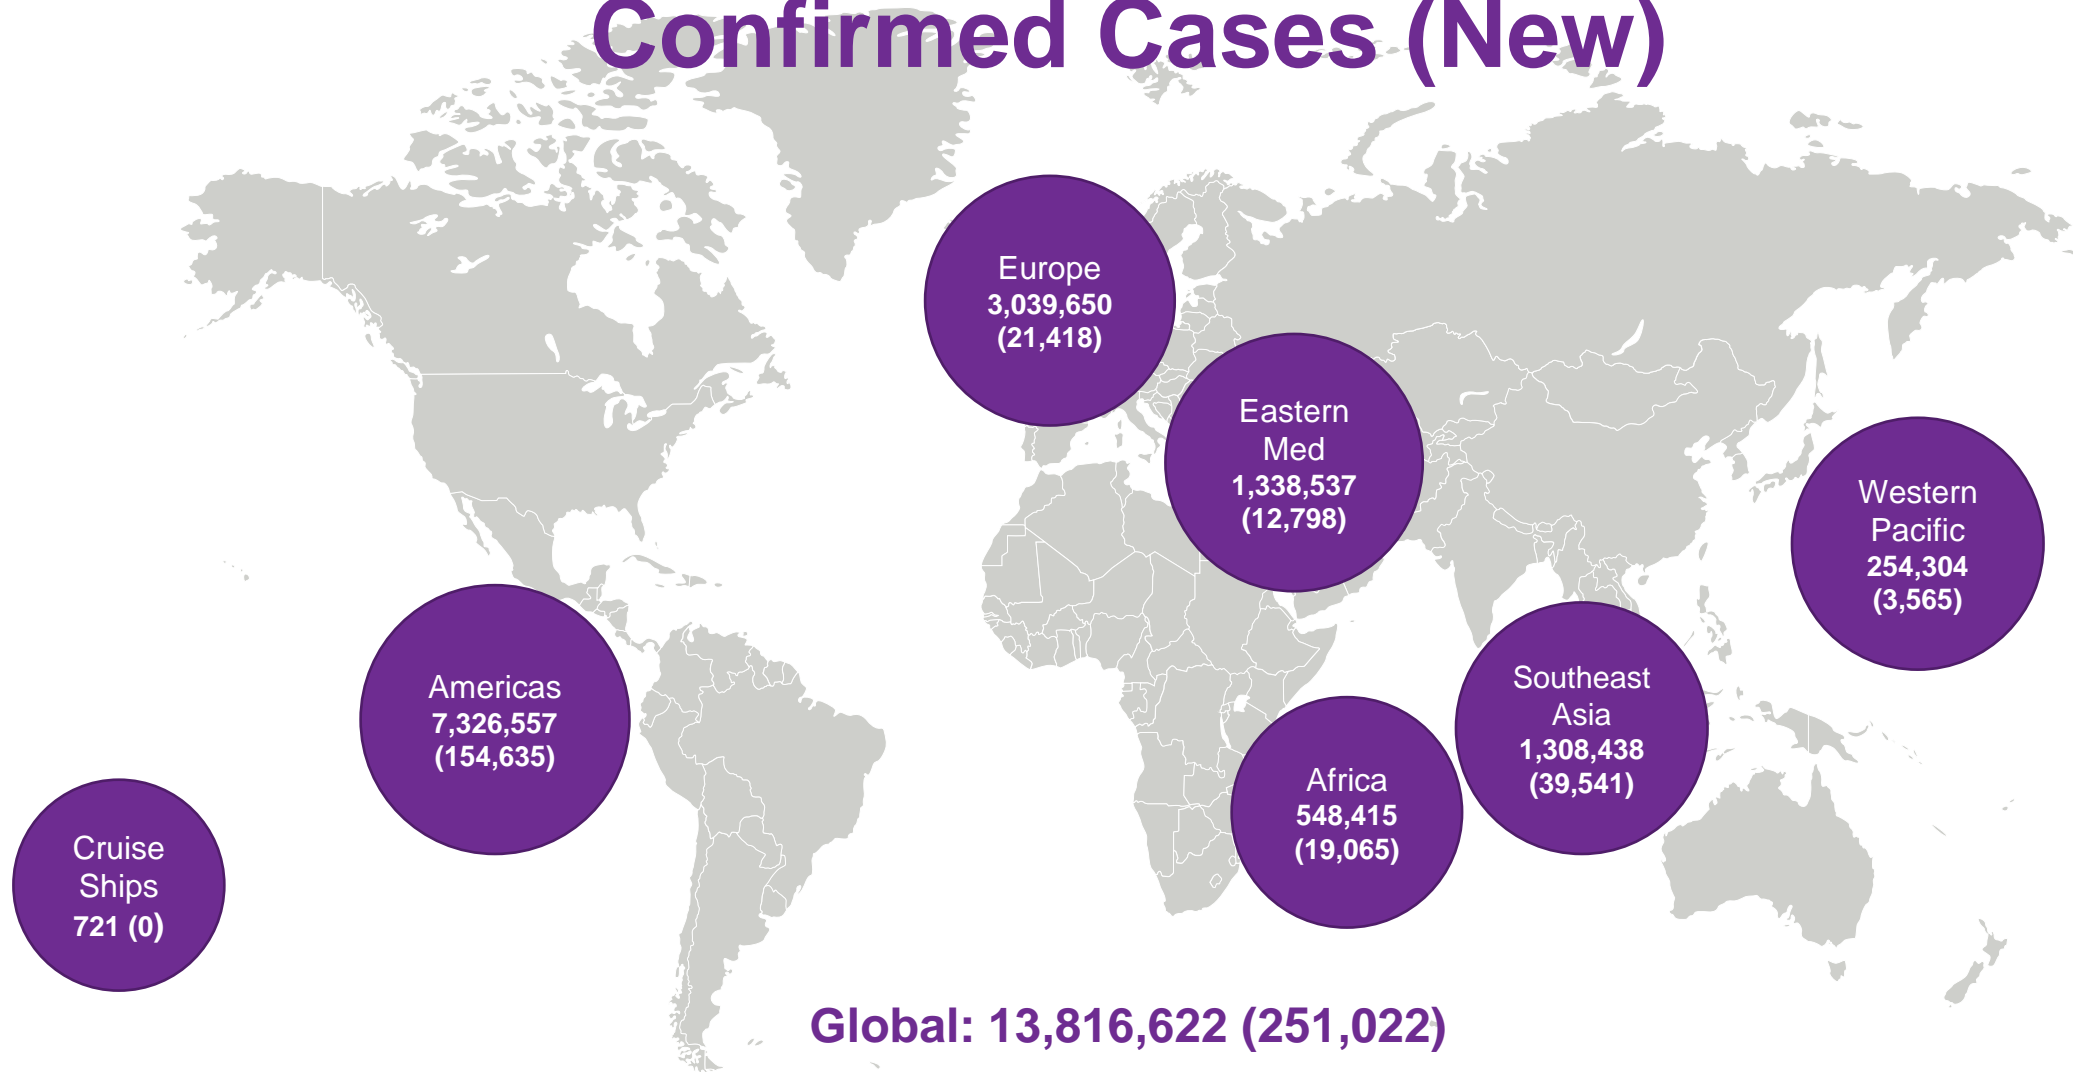 Confirmed Cases (New)
Europe
3,039,650
(21,418)
Eastern
Med
1,338,537
(12,798)
Western
Pacific
254,304
(3,565)
Americas
7,326,557
(154,635)
Southeast
Asia
1,308,438
(39,541)
Africa
548,415
(19,065)
Cruise
Ships
721 (0)
Global: 13,816,622 (251,022)